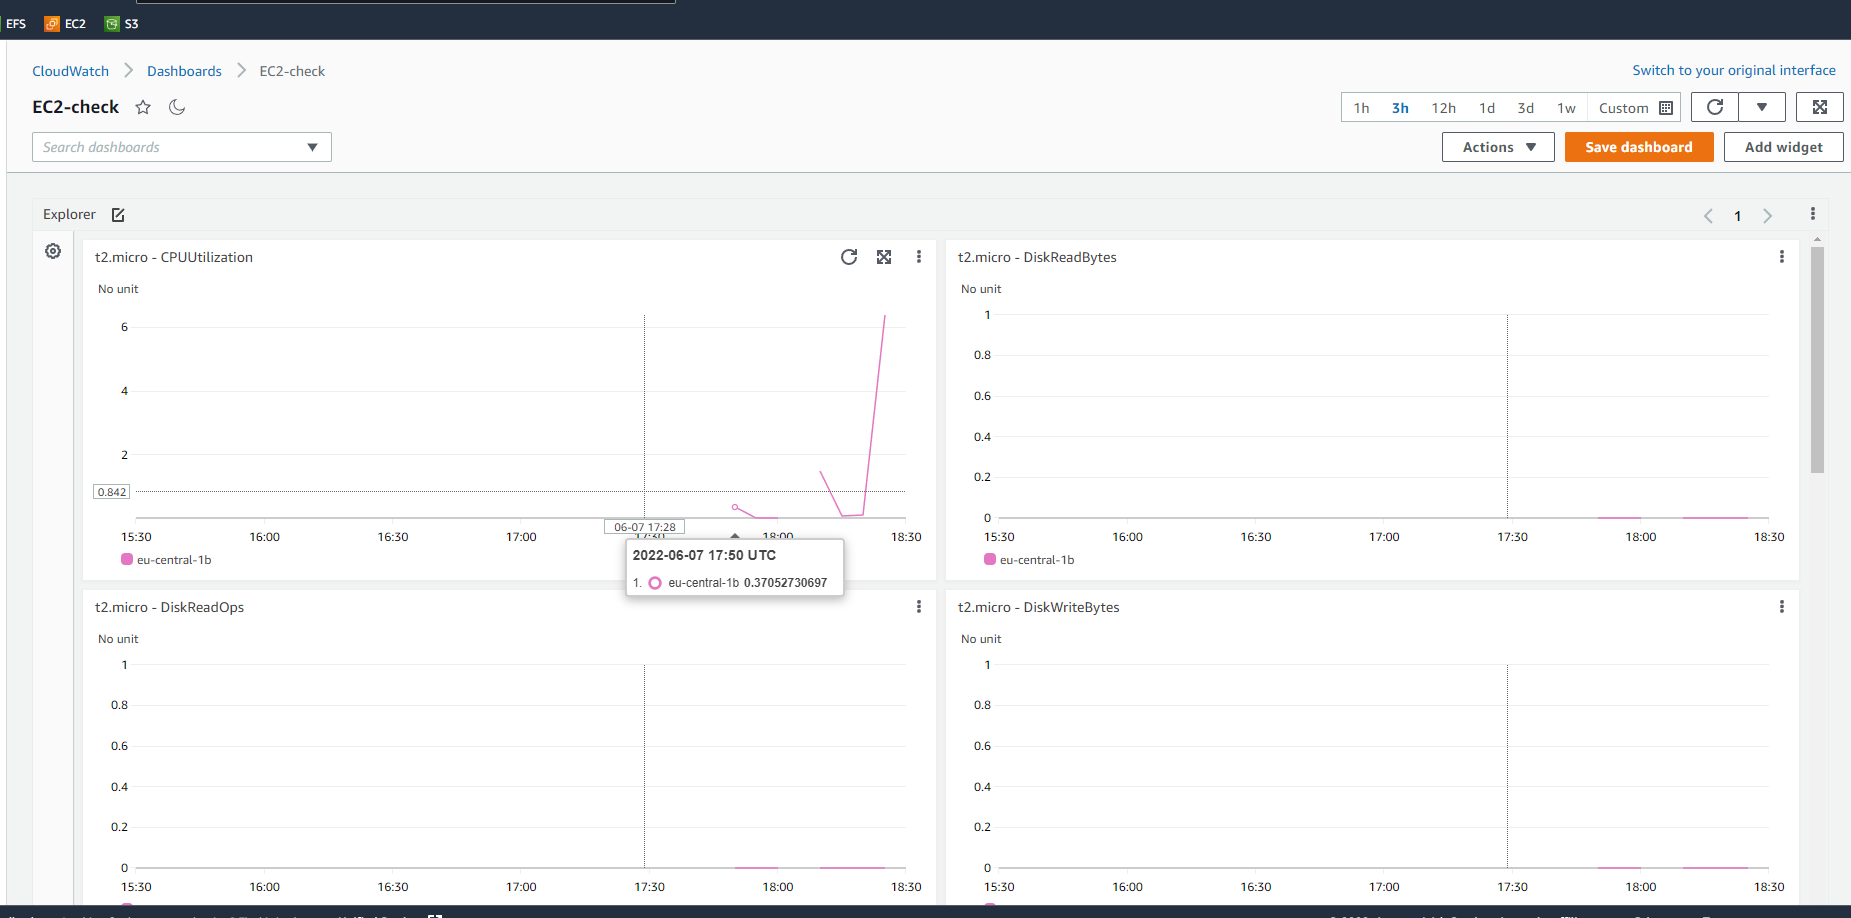 EFS EC2 S3
CloudWatch Dashboards EC2-check
Switch to your original interface
EC2-check
1h 3h 12h 1d 3d 1w Custom
Search dashboards
Actions Save dashboard Add widget
Explorer
1
t2.micro - CPUUtilization
No unit
6
4
2
0.842
06-07 17:28
15:30 16:00 16:30 17:00 17:30 18:00 18:30
eu-central-1b
2022-06-07 17:50 UTC
1. eu-central-1b 0.37052730697
t2.micro - DiskReadBytes
No unit
1
0.8
0.6
0.4
0.2
0
15:30 16:00 16:30 17:00 17:30 18:00 18:30
eu-central-1b
t2.micro - DiskReadOps
No unit
1
0.8
0.6
0.4
0.2
0
15:30 16:00 16:30 17:00 17:30 18:00 18:30
t2.micro - DiskWriteBytes
No unit
1
0.8
0.6
0.4
0.2
0
15:30 16:00 16:30 17:00 17:30 18:00 18:30